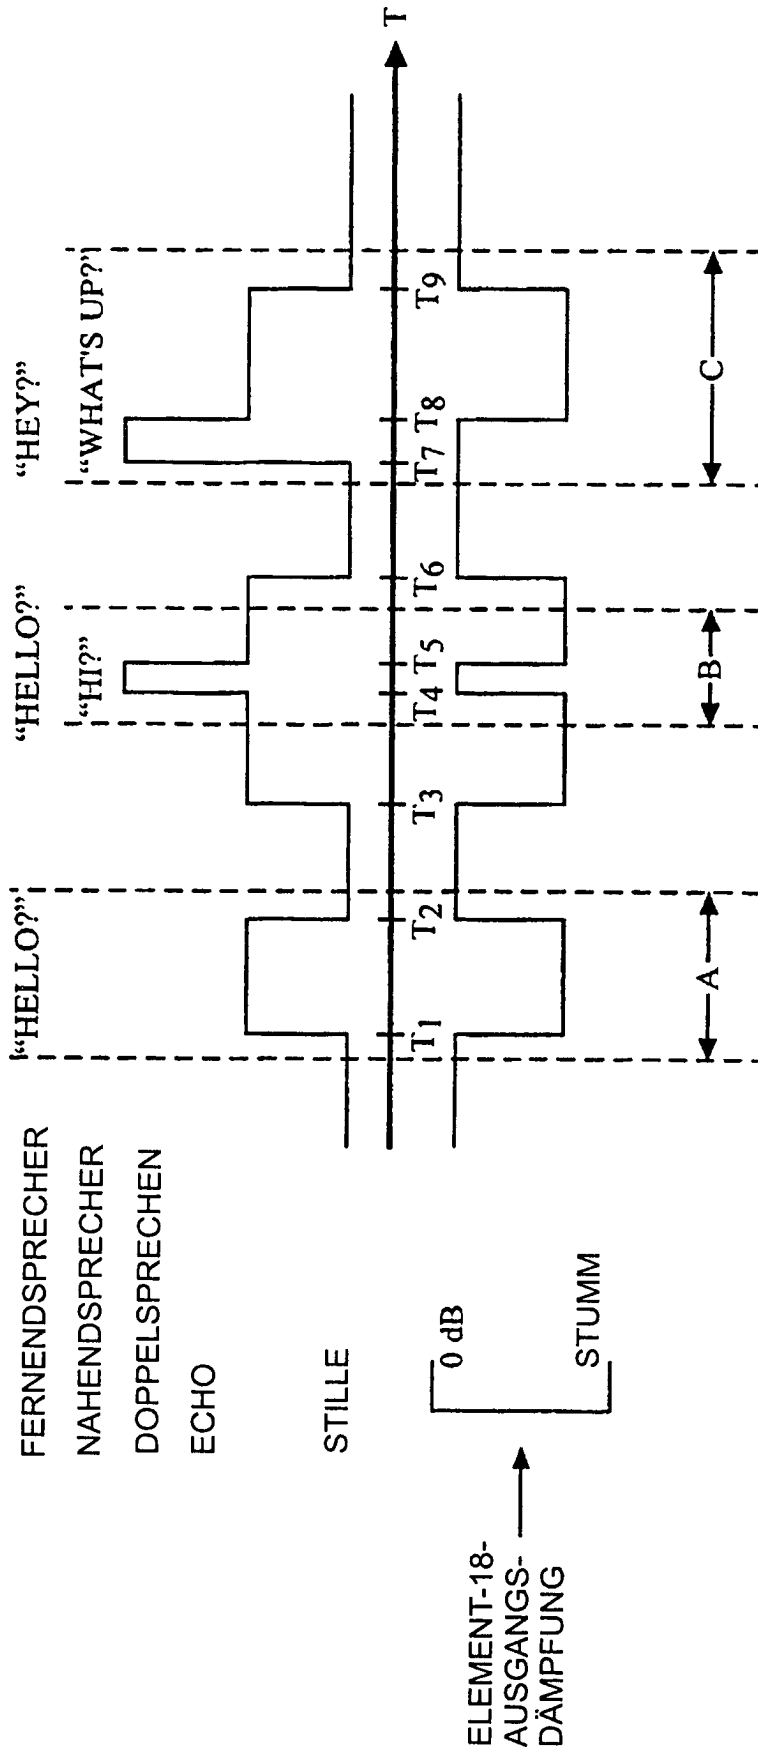 FERNENDSPRECHER
“HELLO?”
“HELLO?”
“HEY?”
NAHENDSPRECHER
“HI?”
“WHAT'S UP?”
DOPPELSPRECHEN
ECHO
STILLE
T
T1 T2 T3 T4 T5 T6 T7 T8 T9
0 dB
STUMM
ELEMENT-18-
AUSGANGS-
DÄMPFUNG
A
B
C